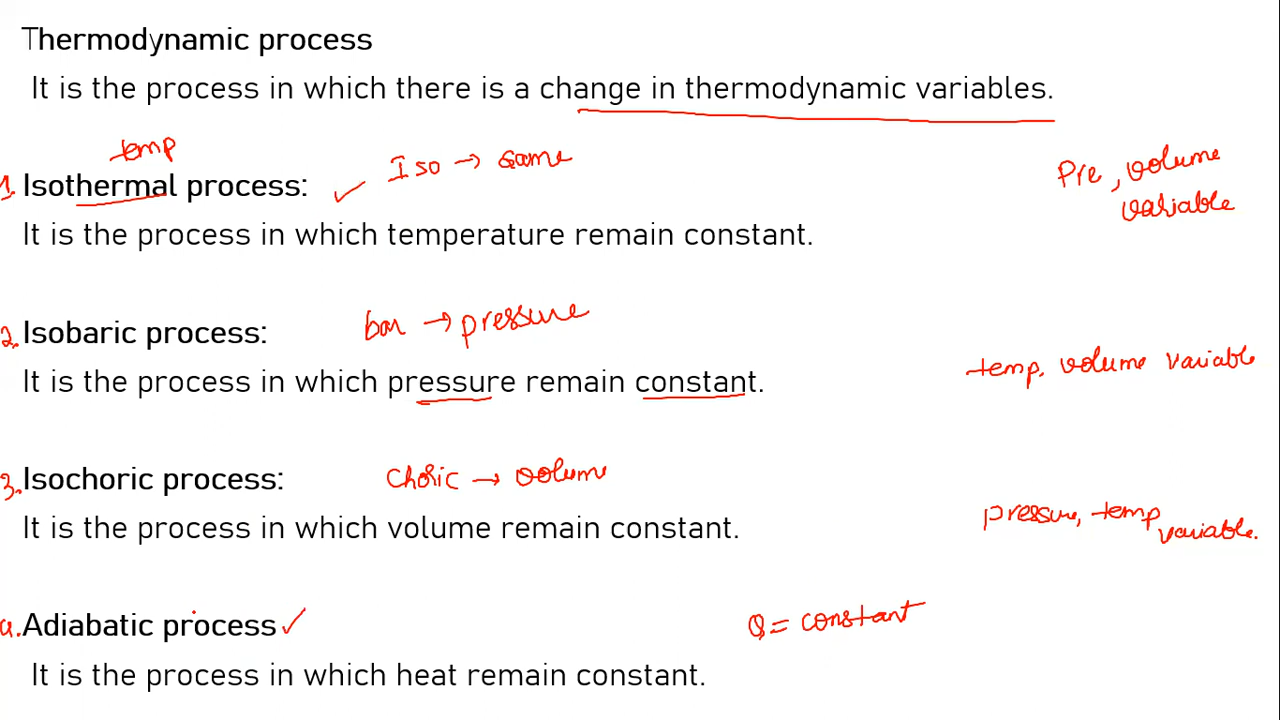 Thermodynamic process
It is the process in which there is a change in thermodynamic variables.
temp
1. Isothermal process: ✓ Iso → same
Pre, volume
variable
It is the process in which temperature remain constant.
2. Isobaric process: bar → pressure
It is the process in which pressure remain constant.
temp. volume variable
3. Isochoric process: Choric → volume
It is the process in which volume remain constant.
pressure, temp
variable.
Adiabatic process ✓ Q = constant
It is the process in which heat remain constant.